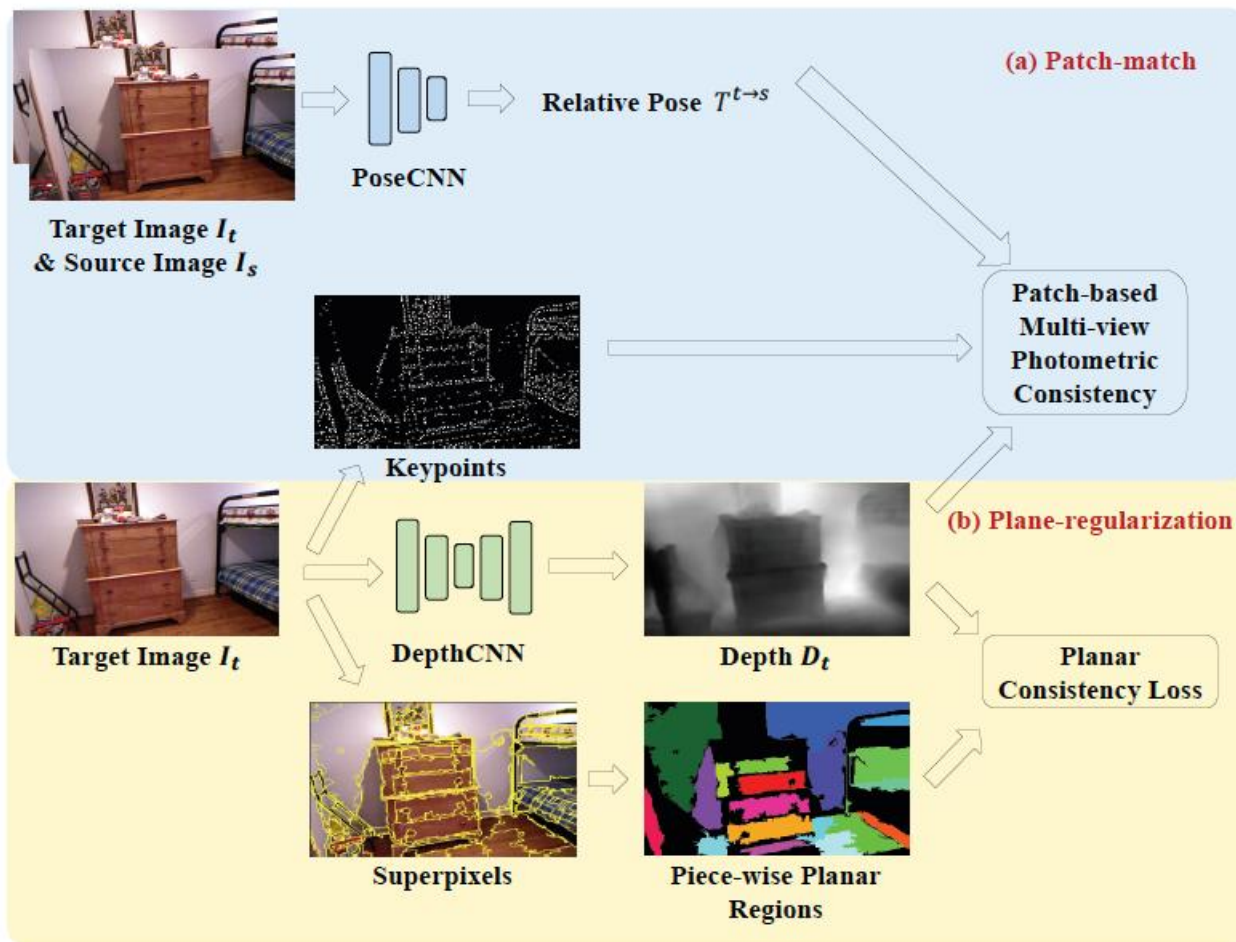 (a) Patch-match
Relative Pose T^{t→s}
PoseCNN
Target Image I_t
& Source Image I_s
Patch-based
Multi-view
Photometric
Consistency
Keypoints
(b) Plane-regularization
Target Image I_t
DepthCNN
Depth D_t
Planar
Consistency Loss
Superpixels
Piece-wise Planar
Regions